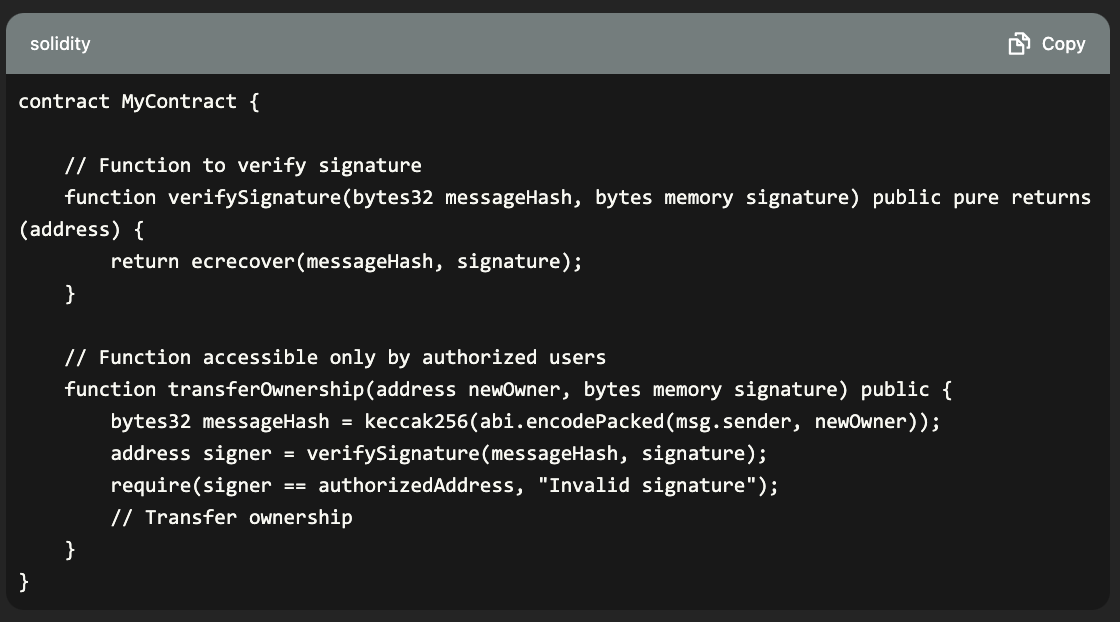 solidity
Copy
contract MyContract {
    // Function to verify signature
    function verifySignature(bytes32 messageHash, bytes memory signature) public pure returns
(address) {
        return ecrecover(messageHash, signature);
    }
    // Function accessible only by authorized users
    function transferOwnership(address newOwner, bytes memory signature) public {
        bytes32 messageHash = keccak256(abi.encodePacked(msg.sender, newOwner));
        address signer = verifySignature(messageHash, signature);
        require(signer == authorizedAddress, "Invalid signature");
        // Transfer ownership
    }
}